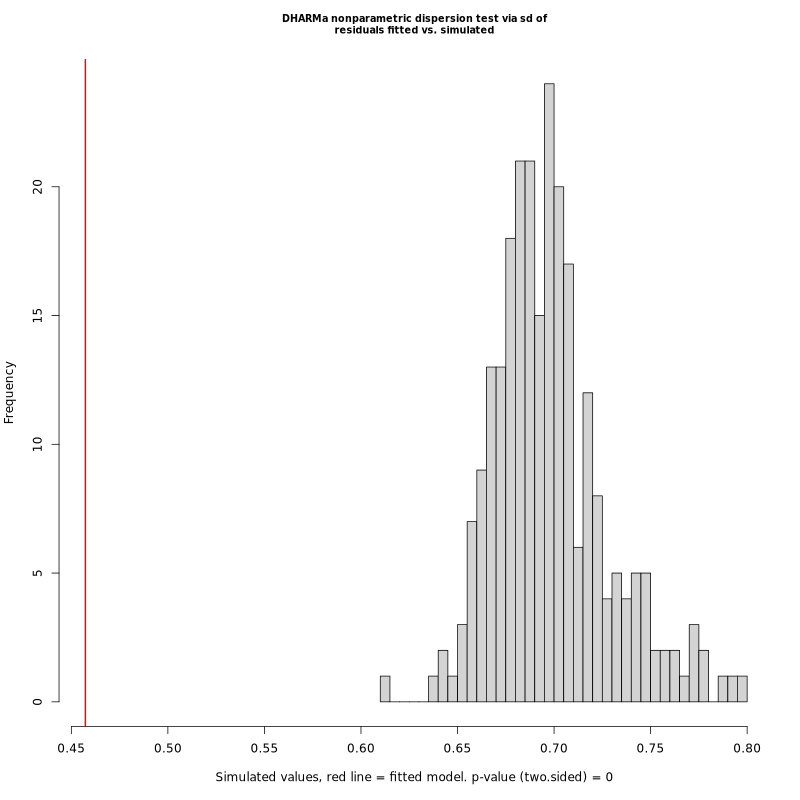 DHARMa nonparametric dispersion test via sd of
residuals fitted vs. simulated
Frequency
20
15
10
5
0
0.45 0.50 0.55 0.60 0.65 0.70 0.75 0.80
Simulated values, red line = fitted model. p-value (two.sided) = 0